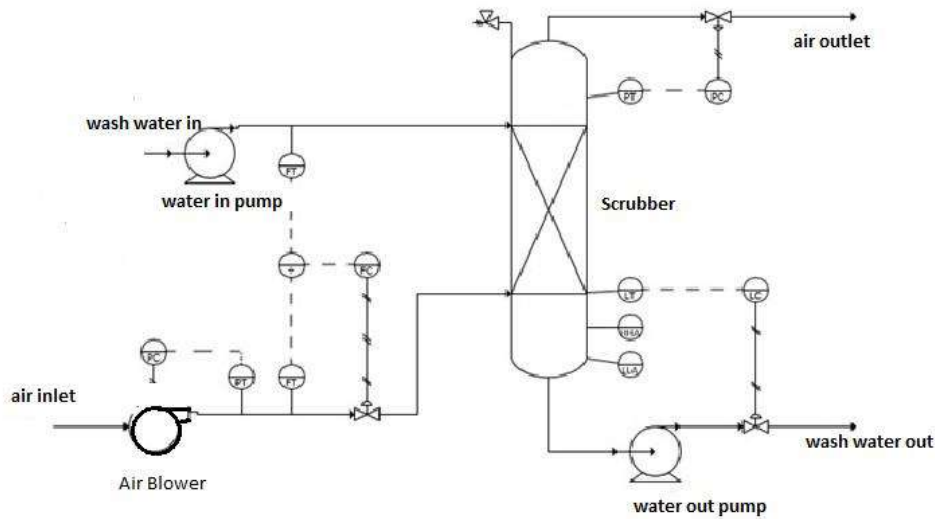 air outlet
PT
PC
wash water in
FT
water in pump
Scrubber
FC
LT
LC
PC
PT
FT
LLA
air inlet
wash water out
Air Blower
water out pump